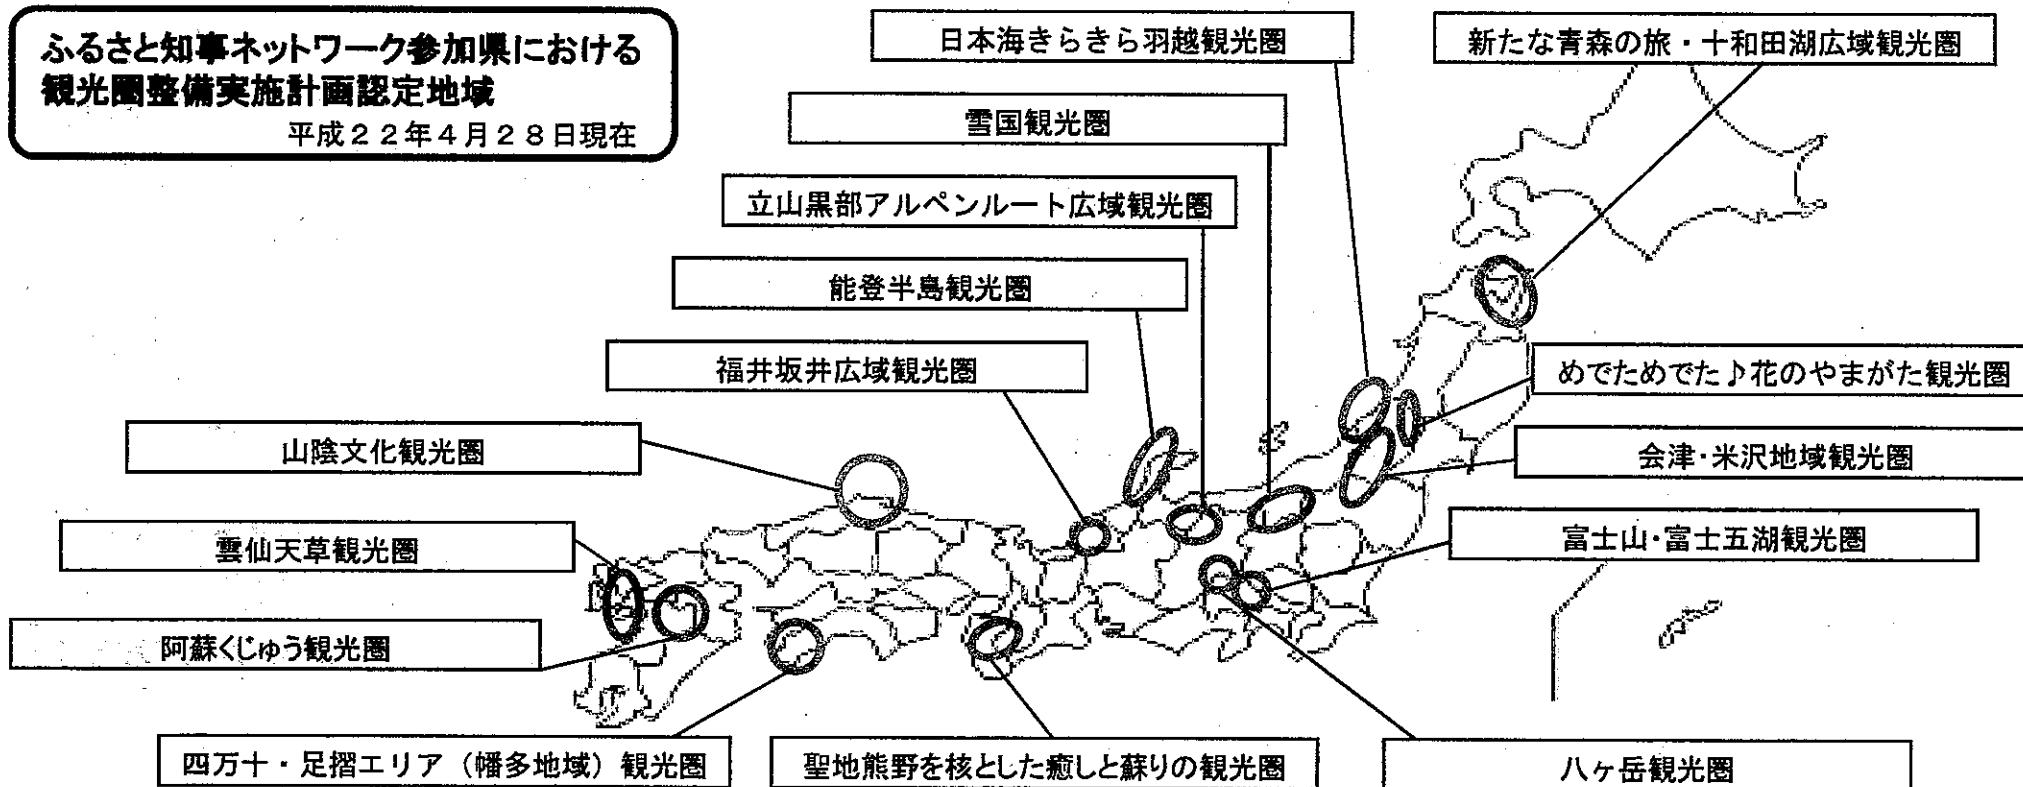 ふるさと知事ネットワーク参加県における
観光圏整備実施計画認定地域
平成２２年４月２８日現在
日本海きらきら羽越観光圏
新たな青森の旅・十和田湖広域観光圏
雪国観光圏
立山黒部アルペンルート広域観光圏
能登半島観光圏
福井坂井広域観光圏
めでためでた♪花のやまがた観光圏
山陰文化観光圏
会津・米沢地域観光圏
雲仙天草観光圏
富士山・富士五湖観光圏
阿蘇くじゅう観光圏
四万十・足摺エリア（幡多地域）観光圏
聖地熊野を核とした癒しと蘇りの観光圏
八ヶ岳観光圏